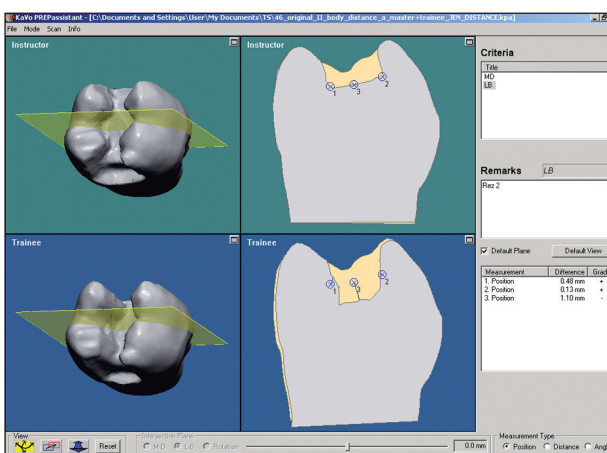 KaVo PREPassistant - [C:\Documents and Settings\User\My Documents\TS\46_original_II_body_distance_a_master+trainee_JEN_DISTANCE.kpa]
File Mode Scan Info
Instructor
Instructor
1
3
2
Criteria
Title
MD
LB
Remarks LB
Rez 2
Trainee
Trainee
1
3
2
Default Plane Default View
Measurement Difference Grad
1. Position 0.48 mm +
2. Position 0.13 mm +
3. Position 1.10 mm -
View
Reset
Intersection Plane
M-D L-B Rotation 0.0 mm
Measurement Type
Position Distance Angl